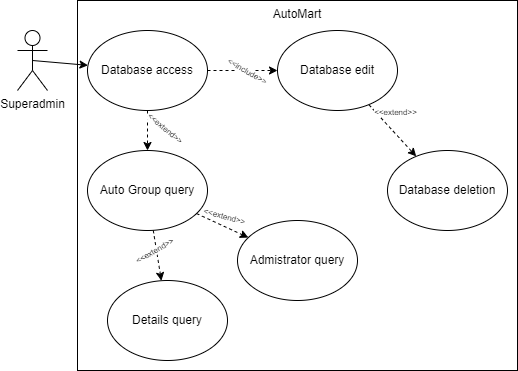 AutoMart
Superadmin
Database access
<<include>>
Database edit
<<extend>>
<<extend>>
Auto Group query
Database deletion
<<extend>>
<<extend>>
Admistrator query
Details query